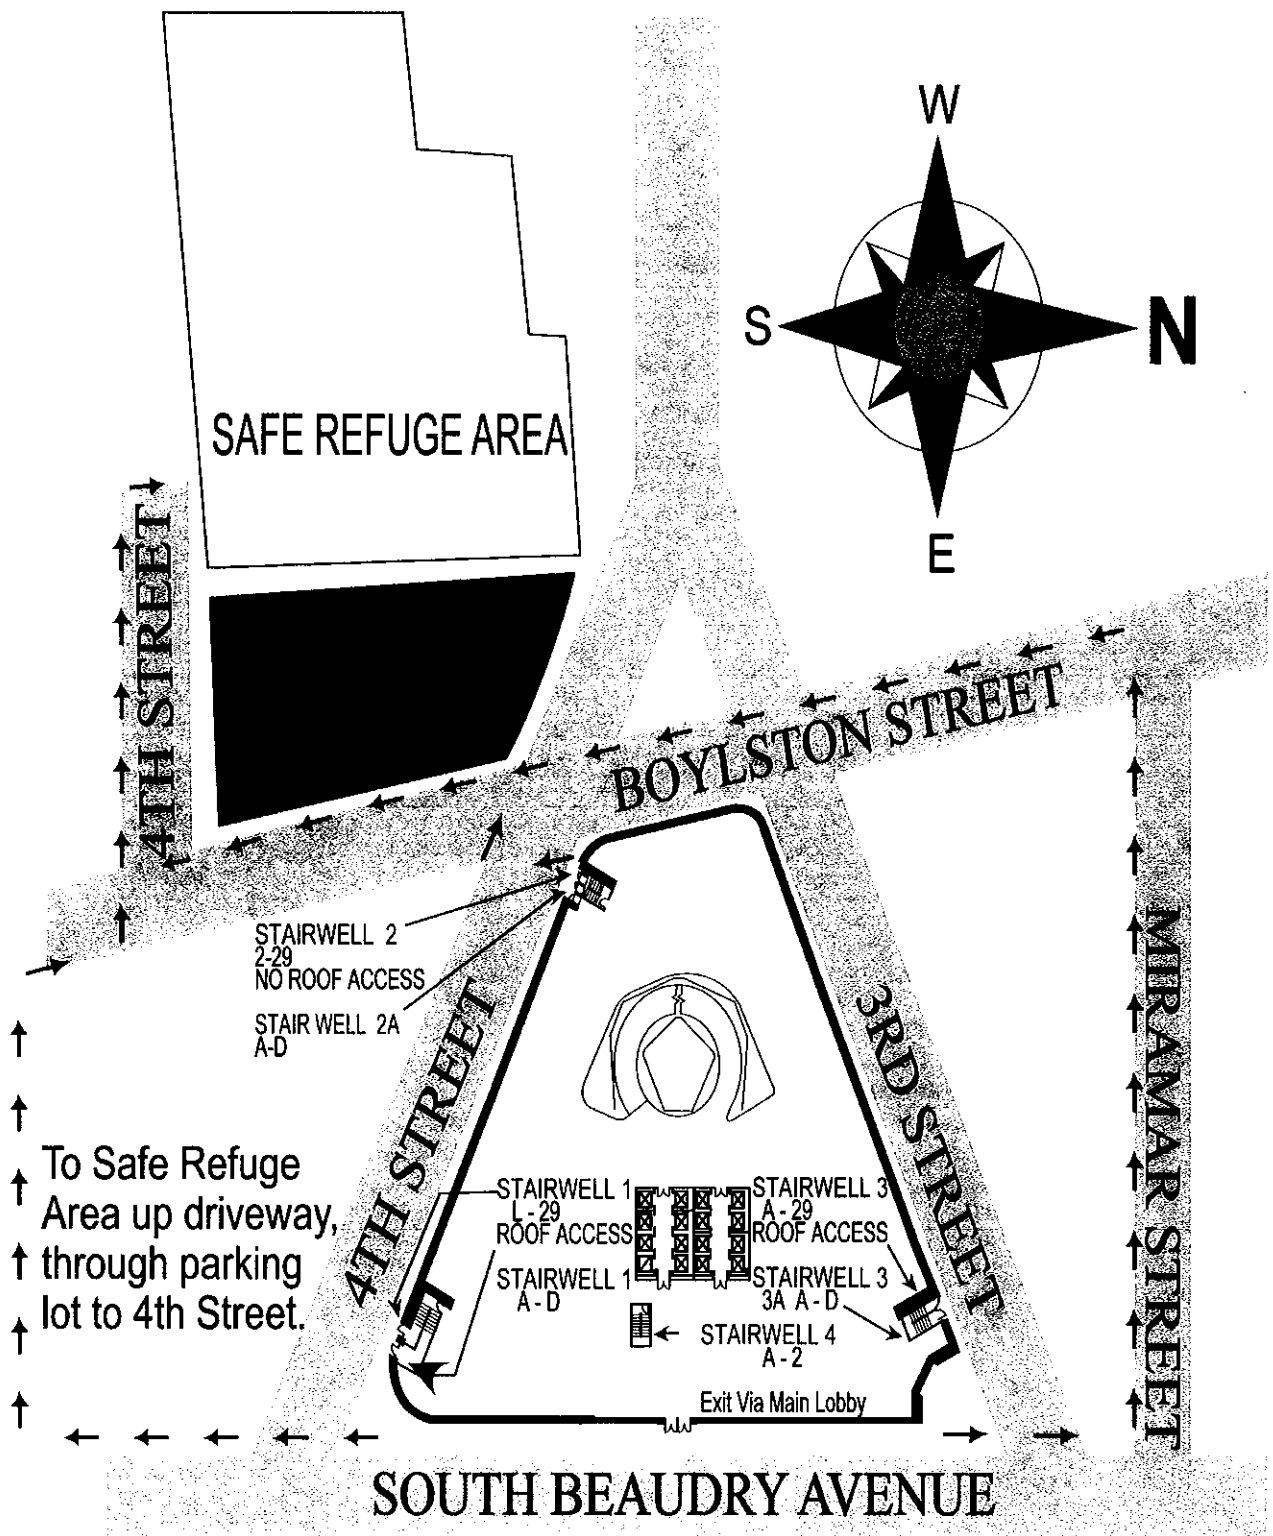 W
S
N
E
SAFE REFUGE AREA
4TH STREET
BOYLSTON STREET
STAIRWELL 2
2-29
NO ROOF ACCESS
STAIR WELL 2A
A-D
4TH STREET
3RD STREET
MIRAMAR STREET
To Safe Refuge
Area up driveway,
through parking
lot to 4th Street.
STAIRWELL 1
L - 29
ROOF ACCESS
STAIRWELL 1
A - D
STAIRWELL 3
A - 29
ROOF ACCESS
STAIRWELL 3
3A A - D
STAIRWELL 4
A - 2
Exit Via Main Lobby
SOUTH BEAUDRY AVENUE